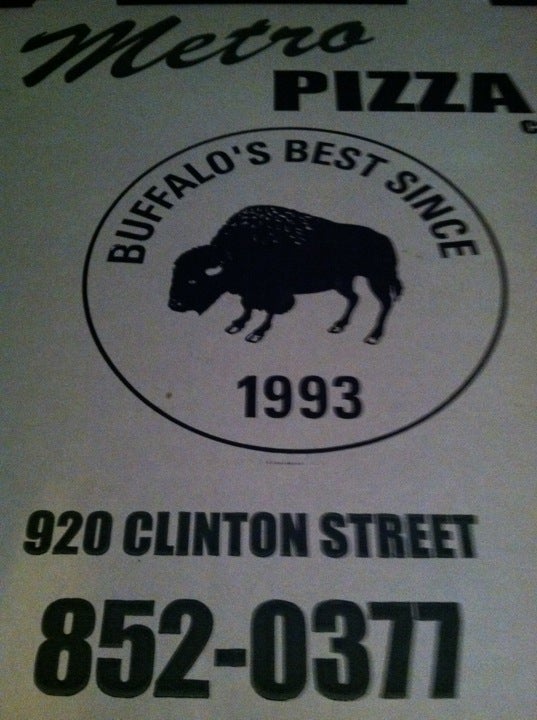 Metro
PIZZA
BUFFALO'S BEST SINCE
1993
920 CLINTON STREET
852-0377